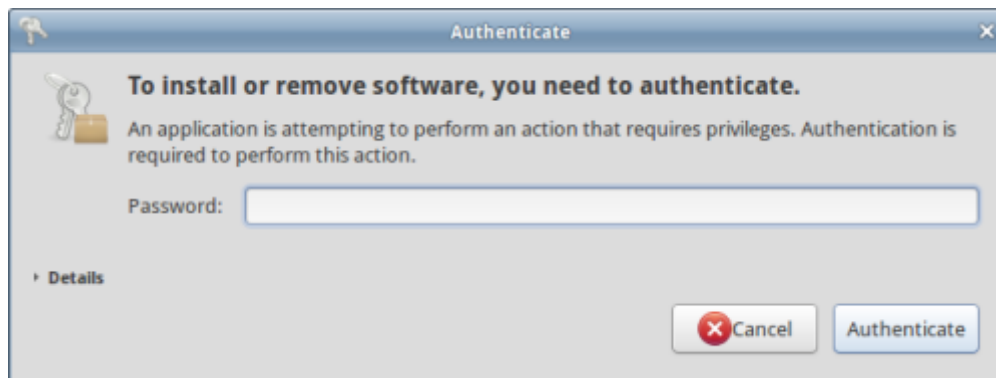 Authenticate
To install or remove software, you need to authenticate.
An application is attempting to perform an action that requires privileges. Authentication is
required to perform this action.
Password:
Details
Cancel
Authenticate